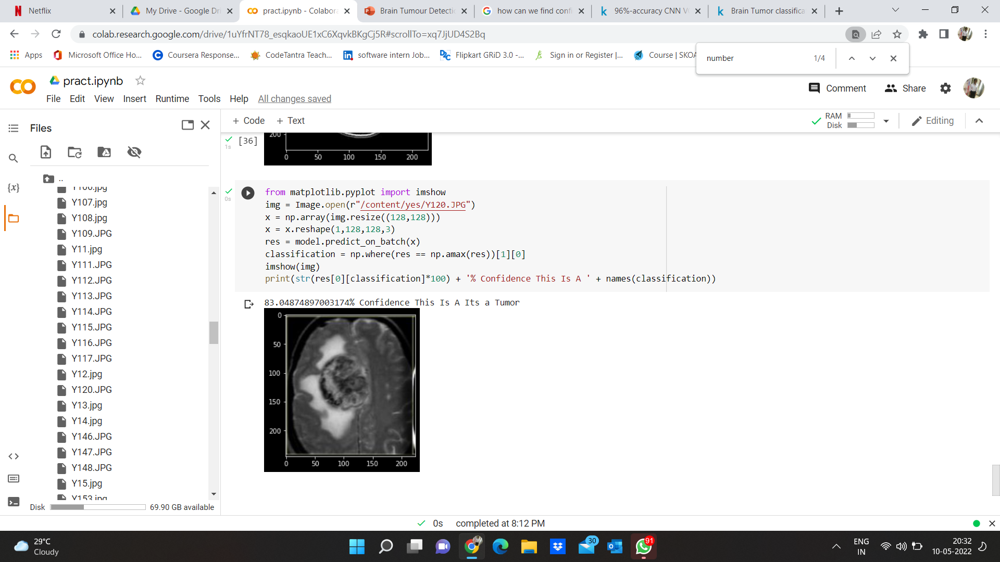 Netflix
My Drive - Google Dri
pract.ipynb - Colabora
Brain Tumour Detectic
how can we find confi
96%-accuracy CNN VG
Brain Tumor classifica
colab.research.google.com/drive/1uYfrNT78_esqkaoUE1xC6XqvkBKgCj5R#scrollTo=xq7JjUD4S2Bq
Apps
Microsoft Office Ho...
Coursera Response...
CodeTantra Teach...
software intern Job...
Flipkart GRiD 3.0 -...
Sign in or Register |...
Course | SKOA
number 1/4
pract.ipynb
File Edit View Insert Runtime Tools Help All changes saved
Comment Share
Files
+ Code + Text
RAM
Disk
Editing
..
Y106.jpg
Y107.jpg
Y108.jpg
Y109.JPG
Y11.jpg
Y111.JPG
Y112.JPG
Y113.JPG
Y114.JPG
Y115.JPG
Y116.JPG
Y117.JPG
Y12.jpg
Y120.JPG
Y13.jpg
Y14.jpg
Y146.JPG
Y147.JPG
Y148.JPG
Y15.jpg
Y153.jpg
Disk 69.90 GB available
{x}
1s
[36]
200
0 50 100 150 200
0s
from matplotlib.pyplot import imshow
img = Image.open(r"/content/yes/Y120.JPG")
x = np.array(img.resize((128,128)))
x = x.reshape(1,128,128,3)
res = model.predict_on_batch(x)
classification = np.where(res == np.amax(res))[1][0]
imshow(img)
print(str(res[0][classification]*100) + '% Confidence This Is A ' + names(classification))
83.04874897003174% Confidence This Is A Its a Tumor
0
50
100
150
200
0 50 100 150 200
0s completed at 8:12 PM
29°C
Cloudy
30
91
ENG
IN
20:32
10-05-2022